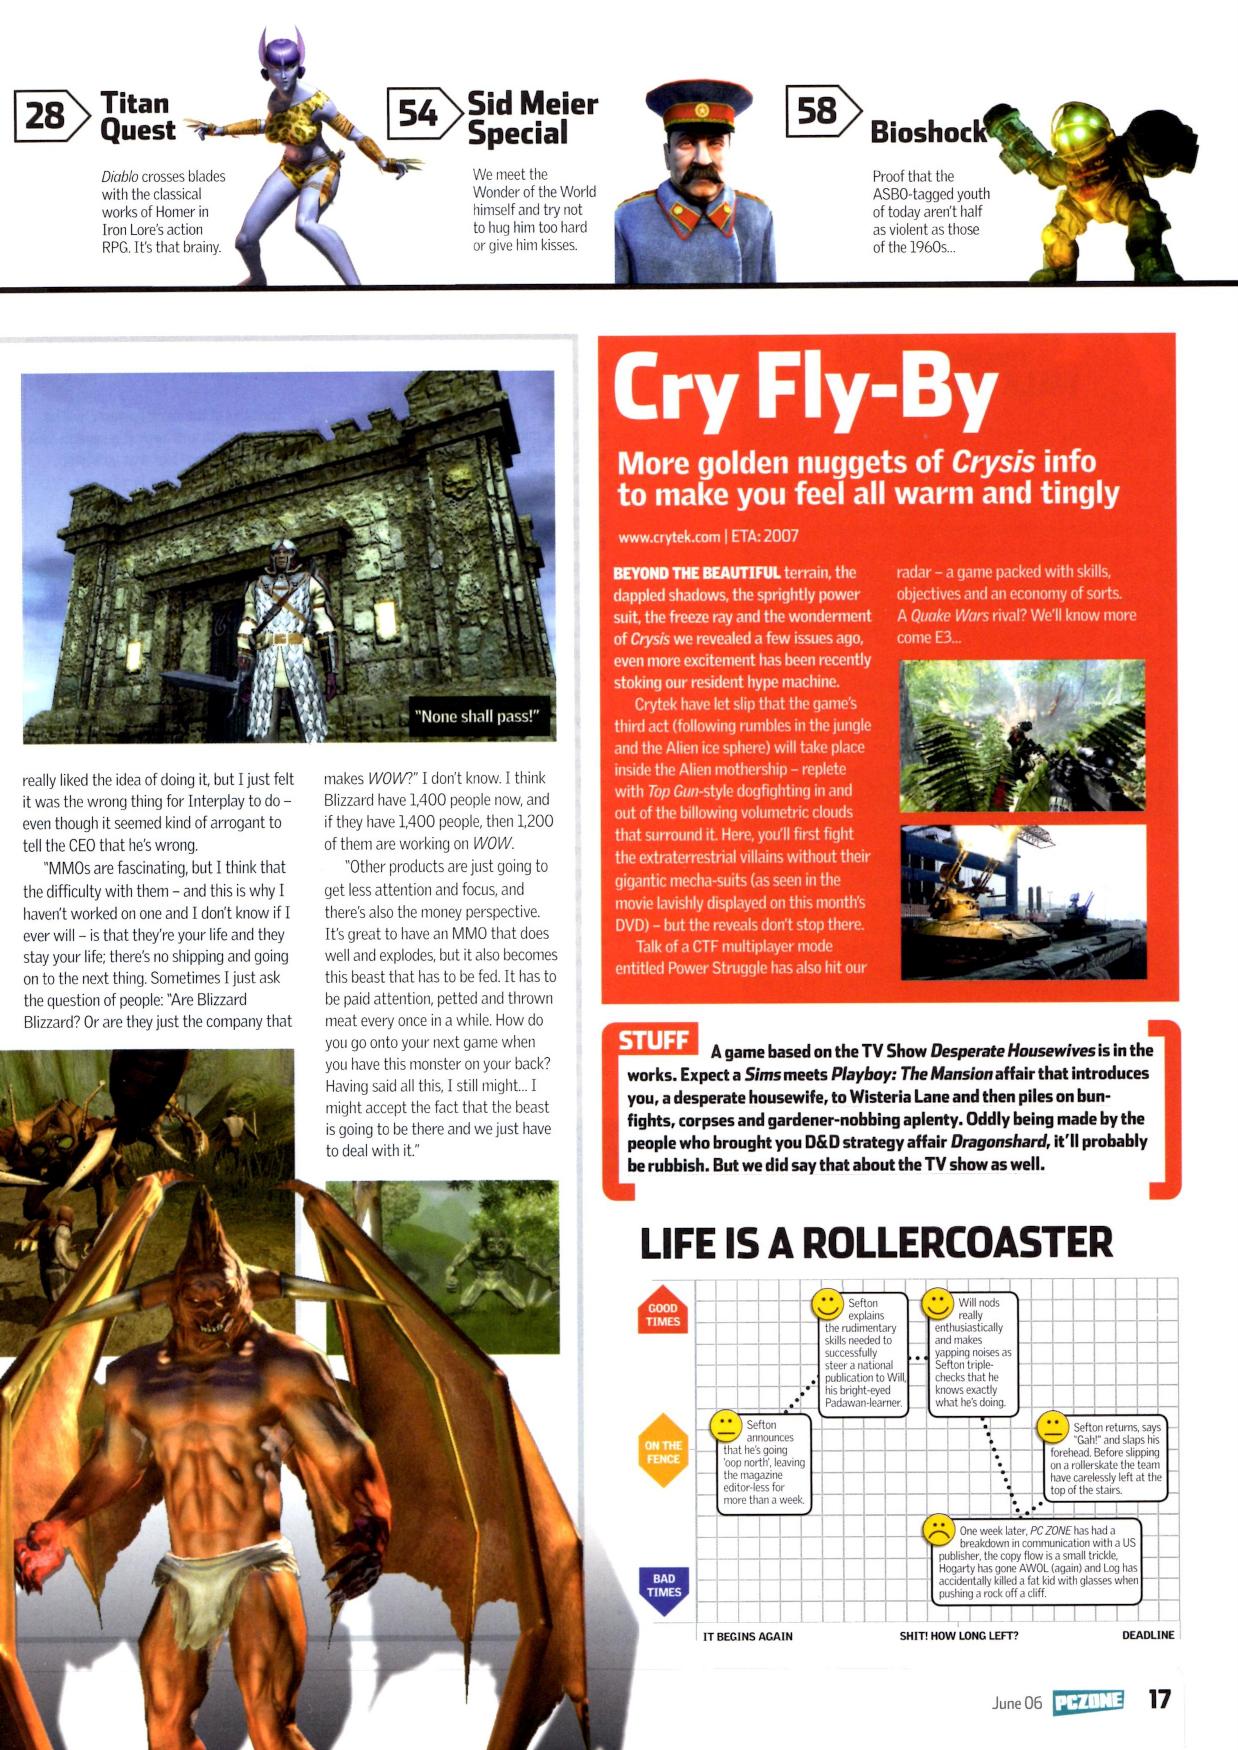 28
Titan
Quest
Diablo crosses blades
with the classical
works of Homer in
Iron Lore's action
RPG. It's that brainy.
54
Sid Meier
Special
We meet the
Wonder of the World
himself and try not
to hug him too hard
or give him kisses.
58
Bioshock
Proof that the
ASBO-tagged youth
of today aren't half
as violent as those
of the 1960s...
"None shall pass!"
really liked the idea of doing it, but I just felt
it was the wrong thing for Interplay to do –
even though it seemed kind of arrogant to
tell the CEO that he's wrong.
"MMOs are fascinating, but I think that
the difficulty with them – and this is why I
haven't worked on one and I don't know if I
ever will – is that they're your life and they
stay your life; there's no shipping and going
on to the next thing. Sometimes I just ask
the question of people: "Are Blizzard
Blizzard? Or are they just the company that
makes WOW?" I don't know. I think
Blizzard have 1,400 people now, and
if they have 1,400 people, then 1,200
of them are working on WOW.
"Other products are just going to
get less attention and focus, and
there's also the money perspective.
It's great to have an MMO that does
well and explodes, but it also becomes
this beast that has to be fed. It has to
be paid attention, petted and thrown
meat every once in a while. How do
you go onto your next game when
you have this monster on your back?
Having said all this, I still might... I
might accept the fact that the beast
is going to be there and we just have
to deal with it."
Cry Fly-By
More golden nuggets of Crysis info
to make you feel all warm and tingly
www.crytek.com | ETA: 2007
BEYOND THE BEAUTIFUL terrain, the
dappled shadows, the sprightly power
suit, the freeze ray and the wonderment
of Crysis we revealed a few issues ago,
even more excitement has been recently
stoking our resident hype machine.
Crytek have let slip that the game's
third act (following rumbles in the jungle
and the Alien ice sphere) will take place
inside the Alien mothership – replete
with Top Gun-style dogfighting in and
out of the billowing volumetric clouds
that surround it. Here, you'll first fight
the extraterrestrial villains without their
gigantic mecha-suits (as seen in the
movie lavishly displayed on this month's
DVD) – but the reveals don't stop there.
Talk of a CTF multiplayer mode
entitled Power Struggle has also hit our
radar – a game packed with skills,
objectives and an economy of sorts.
A Quake Wars rival? We'll know more
come E3...
STUFF
A game based on the TV Show Desperate Housewives is in the
works. Expect a Sims meets Playboy: The Mansion affair that introduces
you, a desperate housewife, to Wisteria Lane and then piles on bun-
fights, corpses and gardener-nobbing aplenty. Oddly being made by the
people who brought you D&D strategy affair Dragonshard, it'll probably
be rubbish. But we did say that about the TV show as well.
LIFE IS A ROLLERCOASTER
GOOD
TIMES
ON THE
FENCE
BAD
TIMES
Sefton
announces
that he's going
'oop north', leaving
the magazine
editor-less for
more than a week.
Sefton
explains
the rudimentary
skills needed to
successfully
steer a national
publication to Will,
his bright-eyed
Padawan-learner.
Will nods
really
enthusiastically
and makes
yapping noises as
Sefton triple-
checks that he
knows exactly
what he's doing.
One week later, PC ZONE has had a
breakdown in communication with a US
publisher, the copy flow is a small trickle,
Hogarty has gone AWOL (again) and Log has
accidentally killed a fat kid with glasses when
pushing a rock off a cliff.
Sefton returns, says
"Gah!" and slaps his
forehead. Before slipping
on a rollerskate the team
have carelessly left at the
top of the stairs.
IT BEGINS AGAIN
SHIT! HOW LONG LEFT?
DEADLINE
June 06 PCZONE 17